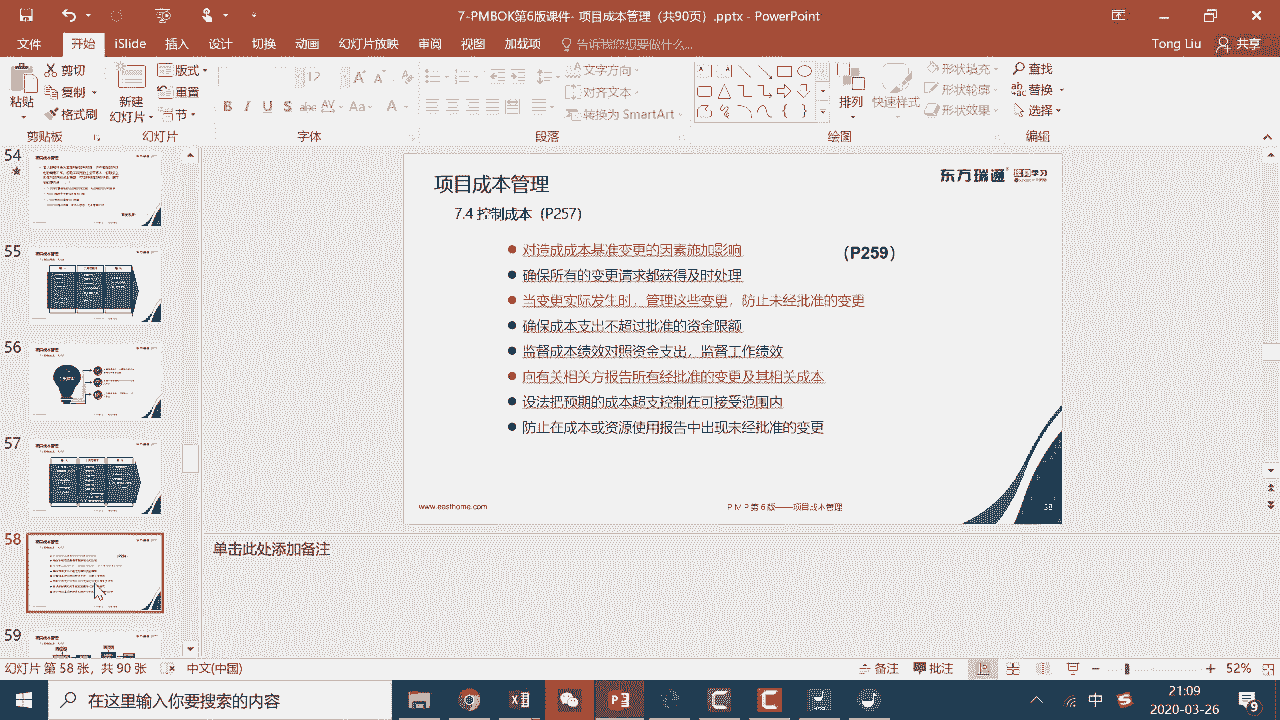 7-PMBOK第6版课件- 项目成本管理（共90页）.pptx - PowerPoint
文件 开始 iSlide 插入 设计 切换 动画 幻灯片放映 审阅 视图 加载项 告诉我您想要做什么... Tong Liu 共享
粘贴 剪切 复制 格式刷 新建 幻灯片 版式 重置 节 12 B I U S abc AV Aa A 文字方向 对齐文本 转换为 SmartArt 排列 快速样式 形状填充 形状轮廓 形状效果 查找 替换 选择
剪贴板 幻灯片 字体 段落 绘图 编辑
54
55
56
57
58
59
项目成本管理
东方瑞通
7.4 控制成本（P257）
对造成成本基准变更的因素施加影响
（P259）
确保所有的变更请求都获得及时处理
当变更实际发生时，管理这些变更，防止未经批准的变更
确保成本支出不超过批准的资金限额
监督成本绩效对照资金支出，监督工作绩效
向有关相关方报告所有经批准的变更及其相关成本
设法把预期的成本超支控制在可接受范围内
防止在成本或资源使用报告中出现未经批准的变更
www.easthome.com
PMP第6版——项目成本管理
58
单击此处添加备注
幻灯片 第 58 张，共 90 张 中文(中国) 备注 批注 52%
在这里输入你要搜索的内容
中
21:09
2020-03-26
9